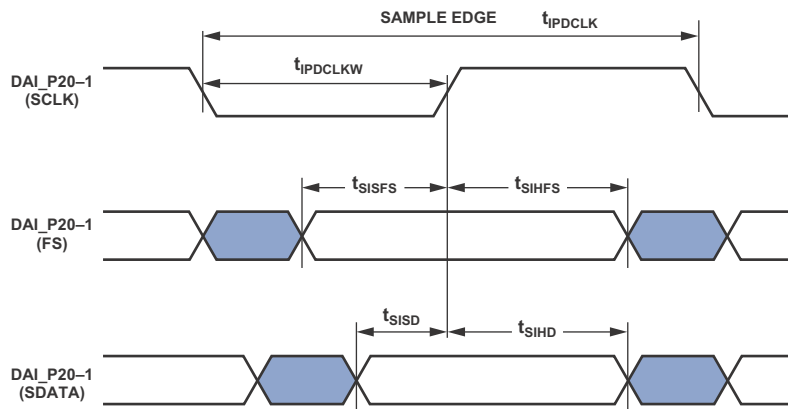 SAMPLE EDGE
tIPDCLK
tIPDCLKW
DAI_P20–1
(SCLK)
tSISFS
tSIHFS
DAI_P20–1
(FS)
tSISD
tSIHD
DAI_P20–1
(SDATA)